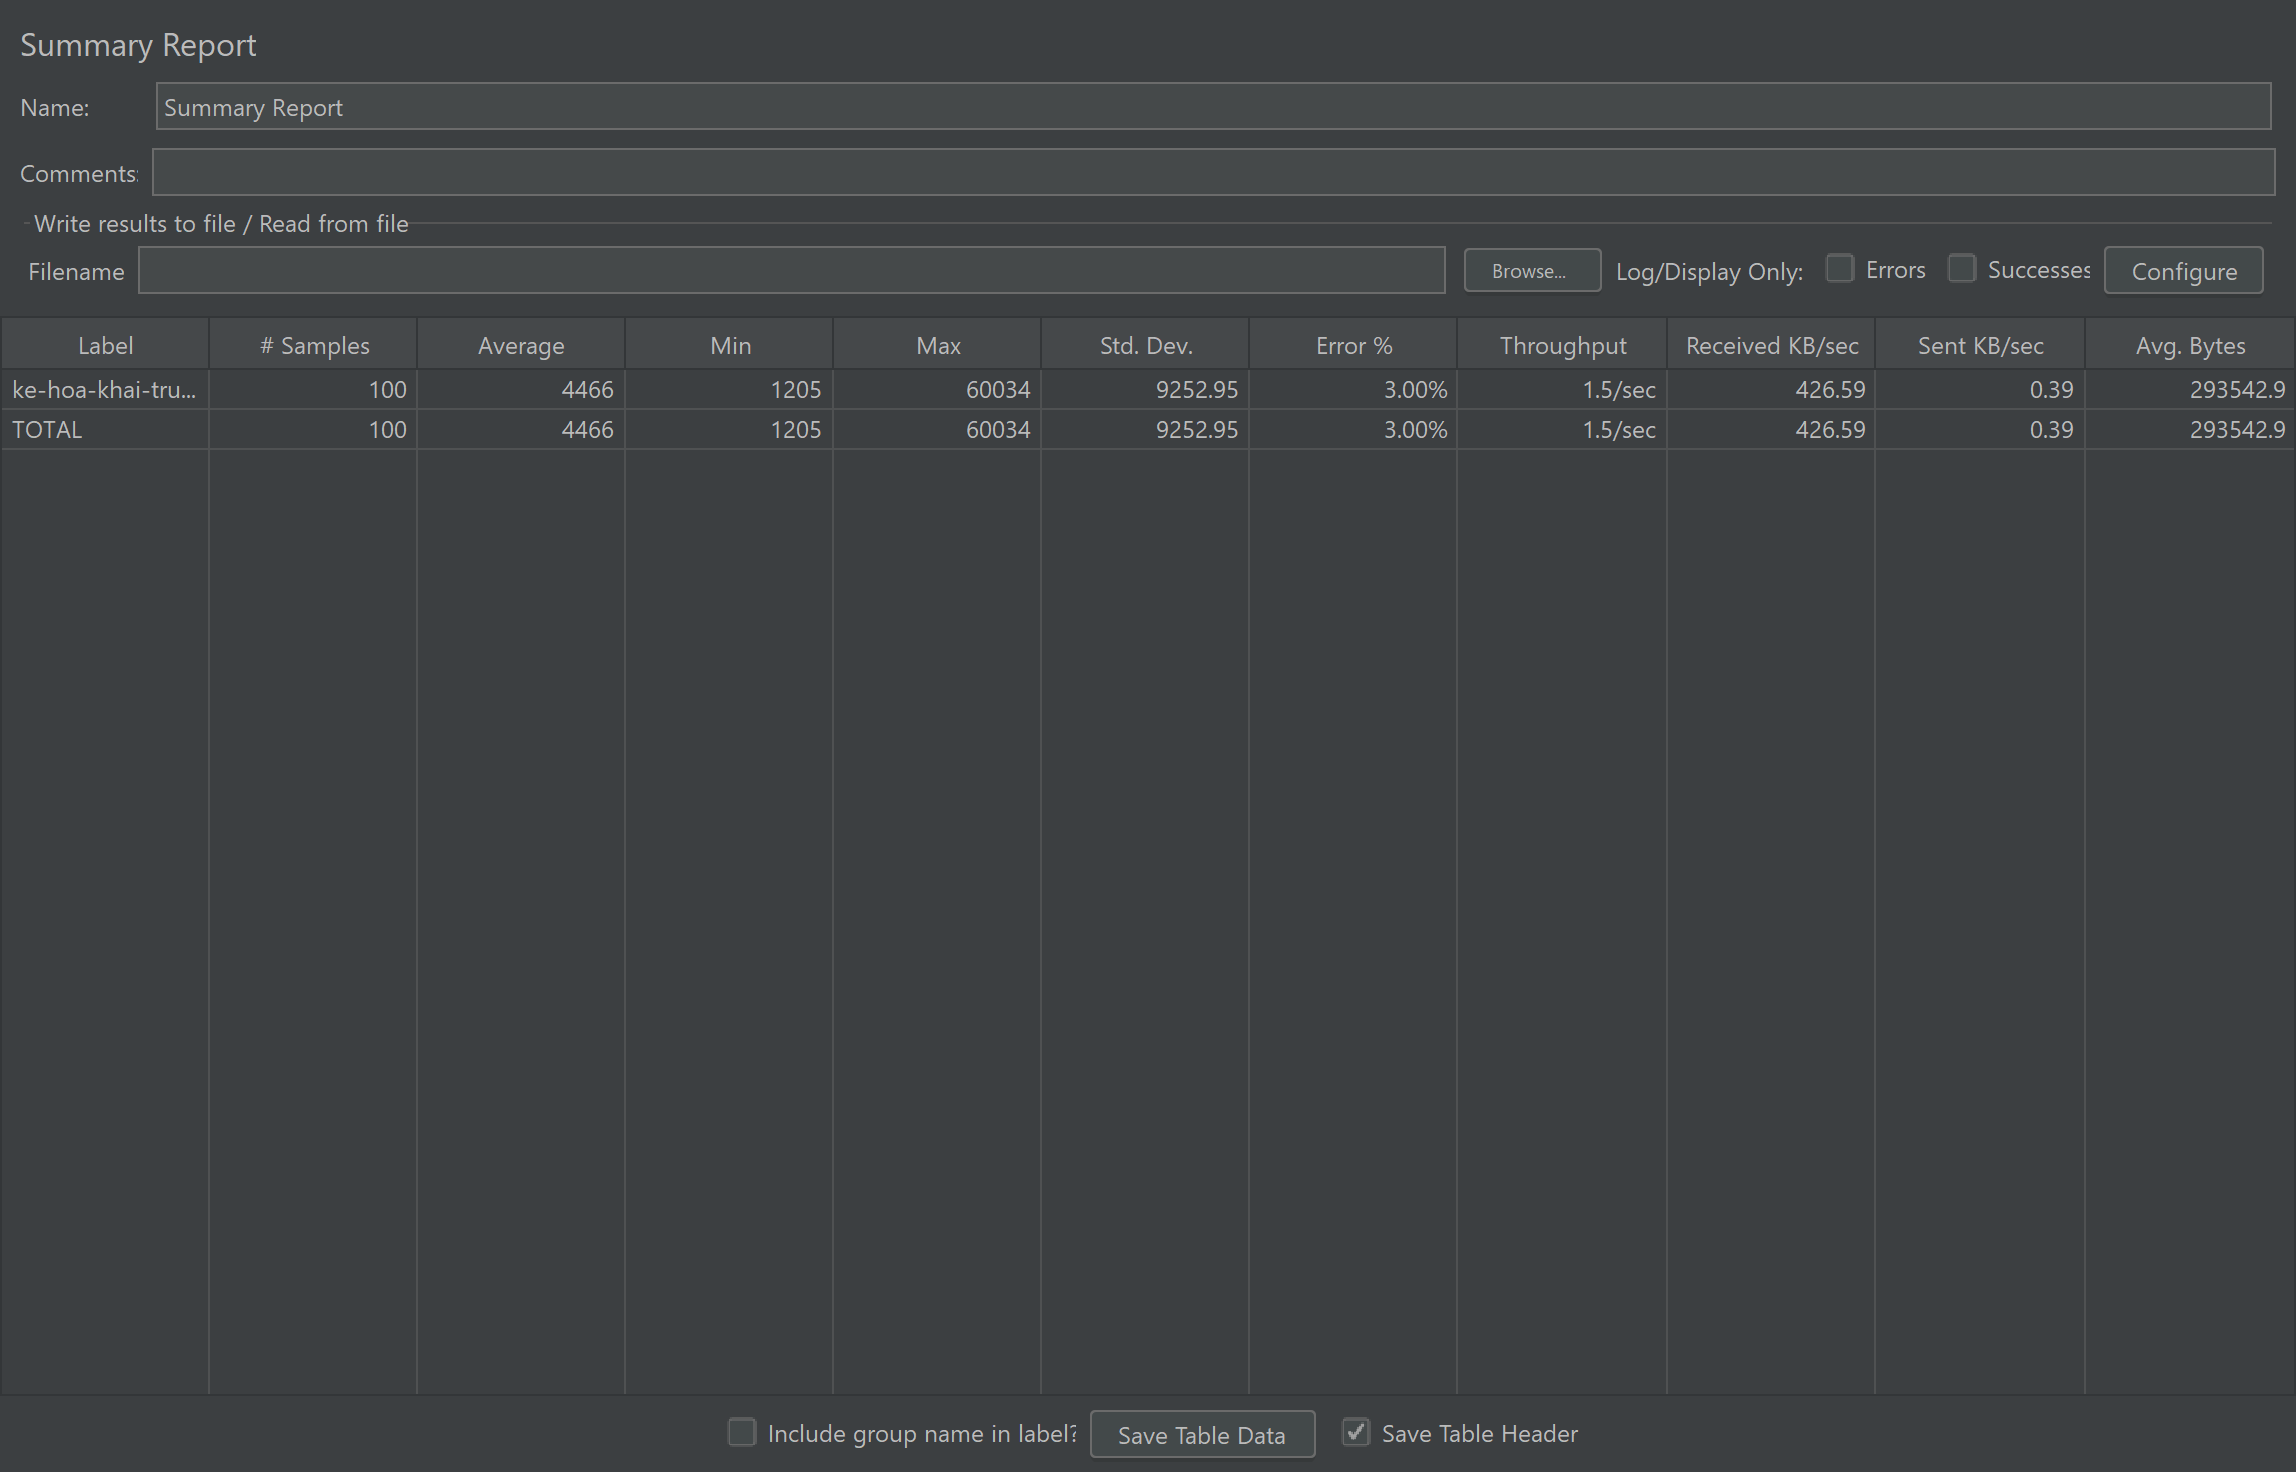 Summary Report
Name: Summary Report
Comments:
Write results to file / Read from file
Filename Browse... Log/Display Only: Errors Successes Configure
Label # Samples Average Min Max Std. Dev. Error % Throughput Received KB/sec Sent KB/sec Avg. Bytes
ke-hoa-khai-tru... 100 4466 1205 60034 9252.95 3.00% 1.5/sec 426.59 0.39 293542.9
TOTAL 100 4466 1205 60034 9252.95 3.00% 1.5/sec 426.59 0.39 293542.9
Include group name in label? Save Table Data Save Table Header